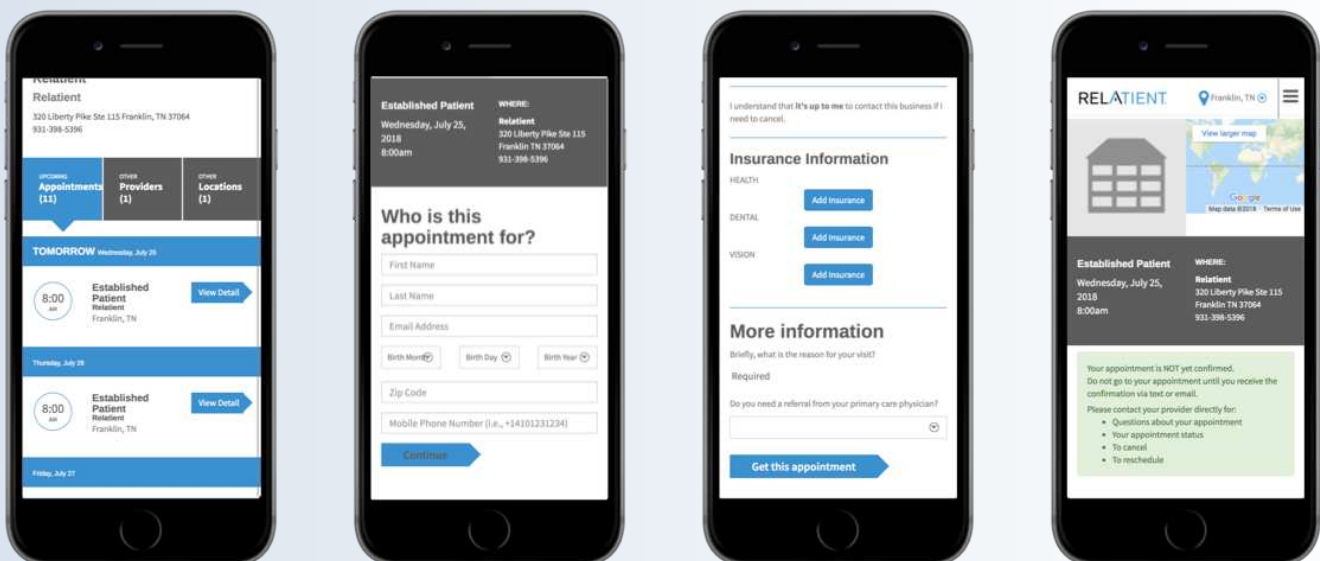 Relatient
Relatient
320 Liberty Pike Ste 115 Franklin, TN 37064
931-398-5396
UPCOMING
Appointments
(11)
OTHER
Providers
(1)
OTHER
Locations
(1)
TOMORROW Wednesday, July 25
8:00
AM
Established
Patient
Relatient
Franklin, TN
View Detail
Thursday, July 26
8:00
AM
Established
Patient
Relatient
Franklin, TN
View Detail
Friday, July 27
Established Patient
Wednesday, July 25,
2018
8:00am
WHERE:
Relatient
320 Liberty Pike Ste 115
Franklin TN 37064
931-398-5396
Who is this
appointment for?
First Name
Last Name
Email Address
Birth Month
Birth Day
Birth Year
Zip Code
Mobile Phone Number (i.e., +14101231234)
Continue
I understand that it's up to me to contact this business if I
need to cancel.
Insurance Information
HEALTH
Add Insurance
DENTAL
Add Insurance
VISION
Add Insurance
More information
Briefly, what is the reason for your visit?
Required
Do you need a referral from your primary care physician?
Get this appointment
RELATIENT
Franklin, TN
View larger map
Google
Map data ©2018 Terms of Use
Established Patient
Wednesday, July 25,
2018
8:00am
WHERE:
Relatient
320 Liberty Pike Ste 115
Franklin TN 37064
931-398-5396
Your appointment is NOT yet confirmed.
Do not go to your appointment until you receive the
confirmation via text or email.
Please contact your provider directly for:
• Questions about your appointment
• Your appointment status
• To cancel
• To reschedule